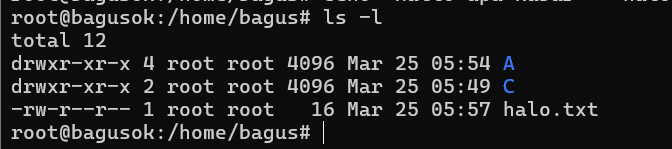 root@bagusok:/home/bagus# ls -l
total 12
drwxr-xr-x 4 root root 4096 Mar 25 05:54 A
drwxr-xr-x 2 root root 4096 Mar 25 05:49 C
-rw-r--r-- 1 root root   16 Mar 25 05:57 halo.txt
root@bagusok:/home/bagus#